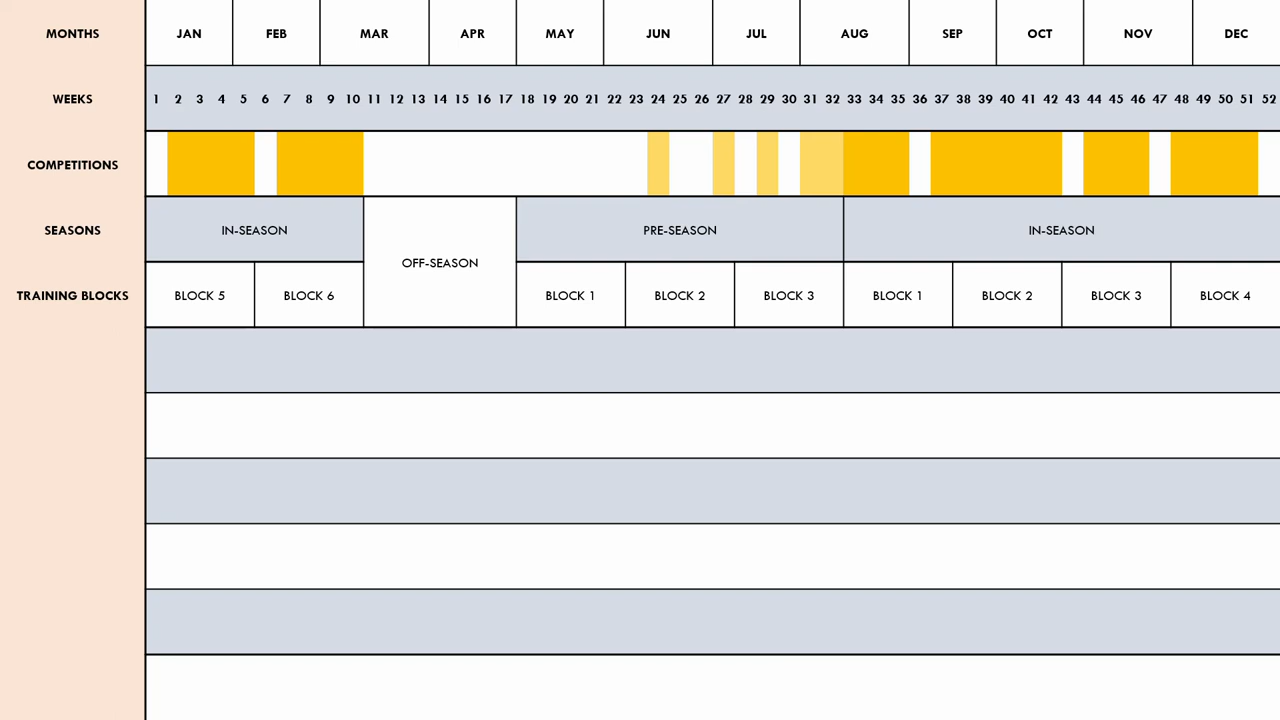 MONTHS JAN FEB MAR APR MAY JUN JUL AUG SEP OCT NOV DEC
WEEKS 1 2 3 4 5 6 7 8 9 10 11 12 13 14 15 16 17 18 19 20 21 22 23 24 25 26 27 28 29 30 31 32 33 34 35 36 37 38 39 40 41 42 43 44 45 46 47 48 49 50 51 52
COMPETITIONS
SEASONS IN-SEASON OFF-SEASON PRE-SEASON IN-SEASON
TRAINING BLOCKS BLOCK 5 BLOCK 6 BLOCK 1 BLOCK 2 BLOCK 3 BLOCK 1 BLOCK 2 BLOCK 3 BLOCK 4